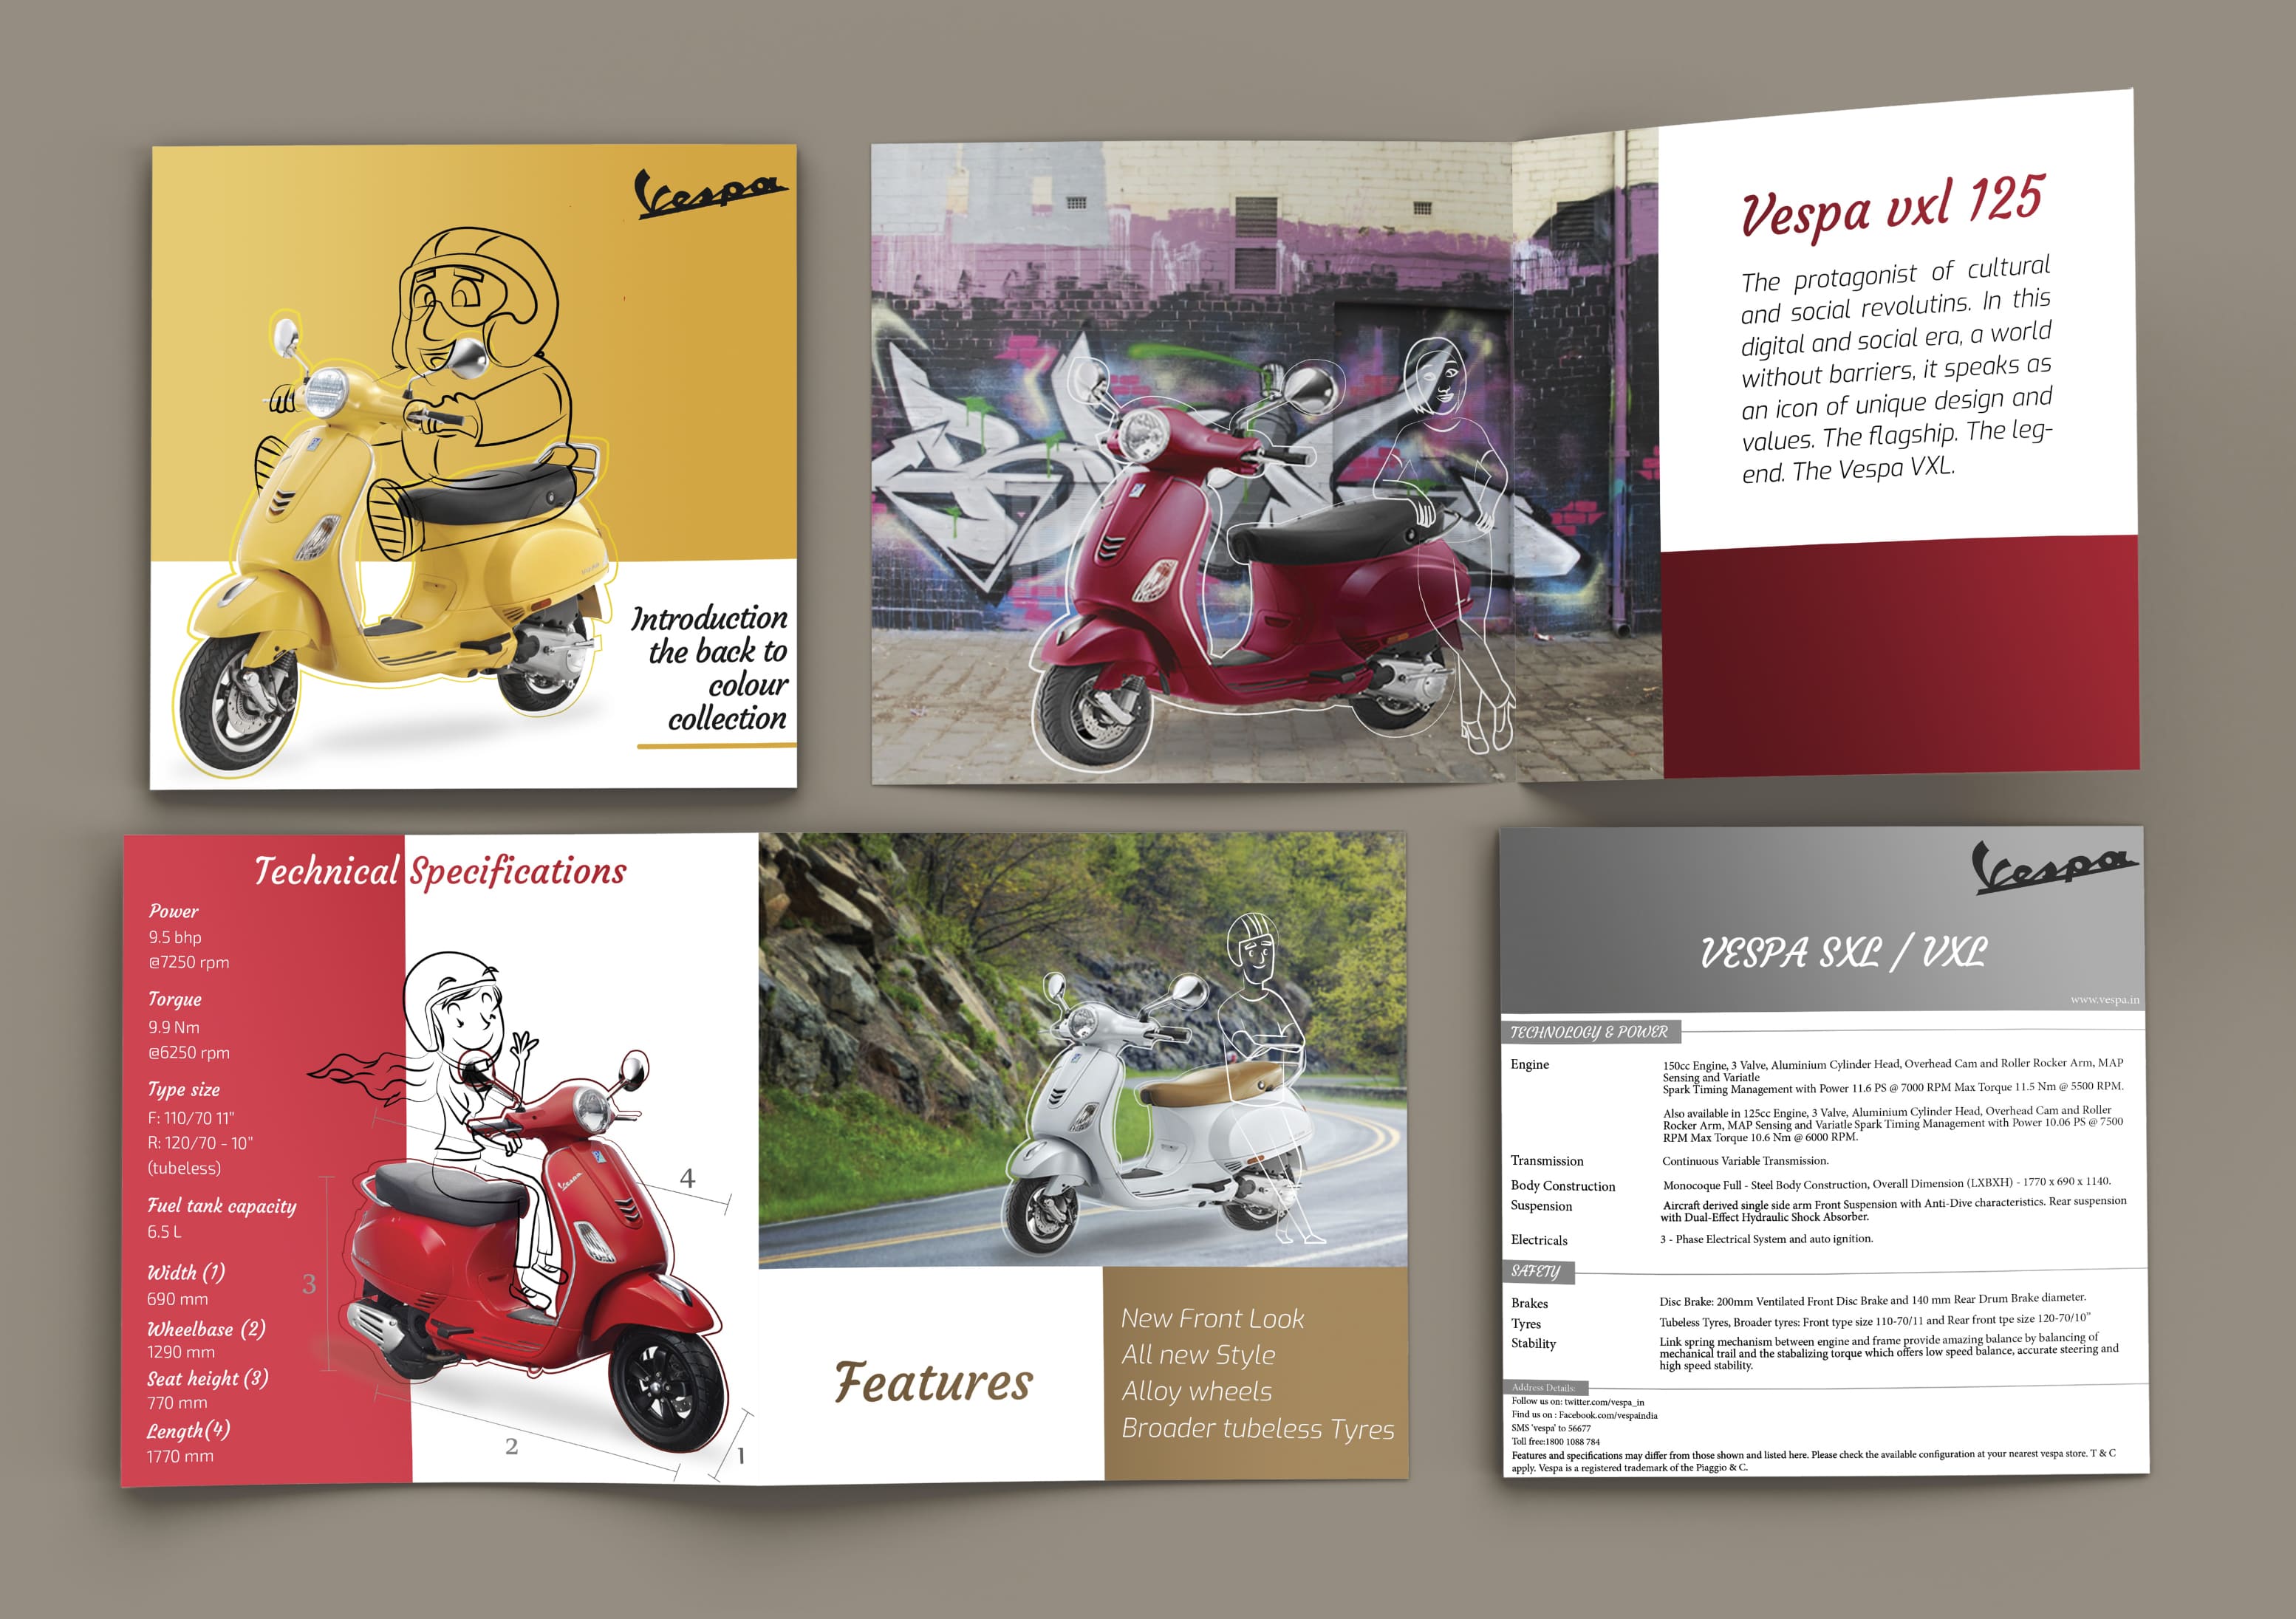 Vespa
Introduction
the back to
colour
collection
Vespa vxl 125
The protagonist of cultural
and social revolutins. In this
digital and social era, a world
without barriers, it speaks as
an icon of unique design and
values. The flagship. The leg-
end. The Vespa VXL.
Technical Specifications
Power
9.5 bhp
@7250 rpm
Torque
9.9 Nm
@6250 rpm
Type size
F: 110/70 11"
R: 120/70 - 10"
(tubeless)
Fuel tank capacity
6.5 L
Width (1)
690 mm
Wheelbase (2)
1290 mm
Seat height (3)
770 mm
Length(4)
1770 mm
Vespa
4
3
2
1
Features
New Front Look
All new Style
Alloy wheels
Broader tubeless Tyres
Vespa
VESPA SXL / VXL
www.vespa.in
TECHNOLOGY & POWER
Engine
150cc Engine, 3 Valve, Aluminium Cylinder Head, Overhead Cam and Roller Rocker Arm, MAP
Sensing and Variatle
Spark Timing Management with Power 11.6 PS @ 7000 RPM Max Torque 11.5 Nm @ 5500 RPM.
Also available in 125cc Engine, 3 Valve, Aluminium Cylinder Head, Overhead Cam and Roller
Rocker Arm, MAP Sensing and Variatle Spark Timing Management with Power 10.06 PS @ 7500
RPM Max Torque 10.6 Nm @ 6000 RPM.
Transmission
Continuous Variable Transmission.
Body Construction
Monocoque Full - Steel Body Construction, Overall Dimension (LXBXH) - 1770 x 690 x 1140.
Suspension
Aircraft derived single side arm Front Suspension with Anti-Dive characteristics. Rear suspension
with Dual-Effect Hydraulic Shock Absorber.
Electricals
3 - Phase Electrical System and auto ignition.
SAFETY
Brakes
Disc Brake: 200mm Ventilated Front Disc Brake and 140 mm Rear Drum Brake diameter.
Tyres
Tubeless Tyres, Broader tyres: Front type size 110-70/11 and Rear front tpe size 120-70/10"
Stability
Link spring mechanism between engine and frame provide amazing balance by balancing of
mechanical trail and the stabalizing torque which offers low speed balance, accurate steering and
high speed stability.
Address Details:
Follow us on: twitter.com/vespa_in
Find us on : Facebook.com/vespaindia
SMS 'vespa' to 56677
Toll free:1800 1088 784
Features and specifications may differ from those shown and listed here. Please check the available configuration at your nearest vespa store. T & C
apply. Vespa is a registered trademark of the Piaggio & C.